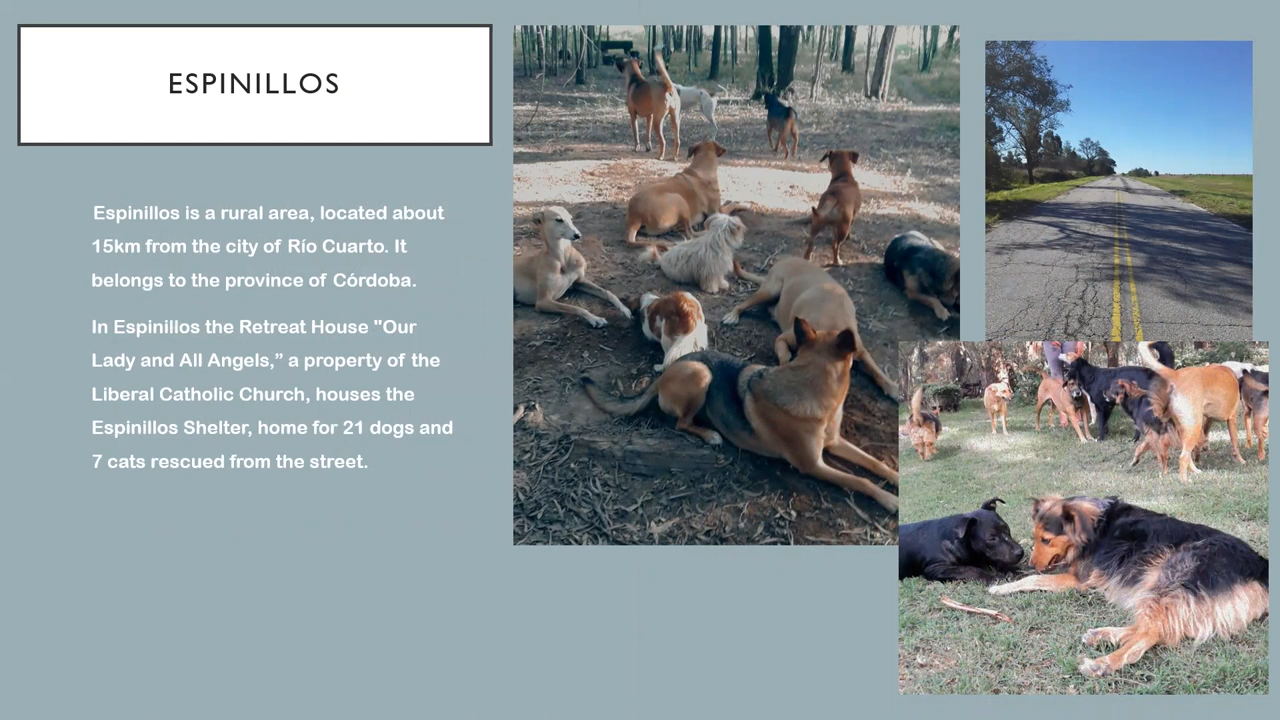 ESPINILLOS
Espinillos is a rural area, located about
15km from the city of Río Cuarto. It
belongs to the province of Córdoba.
In Espinillos the Retreat House "Our
Lady and All Angels,” a property of the
Liberal Catholic Church, houses the
Espinillos Shelter, home for 21 dogs and
7 cats rescued from the street.